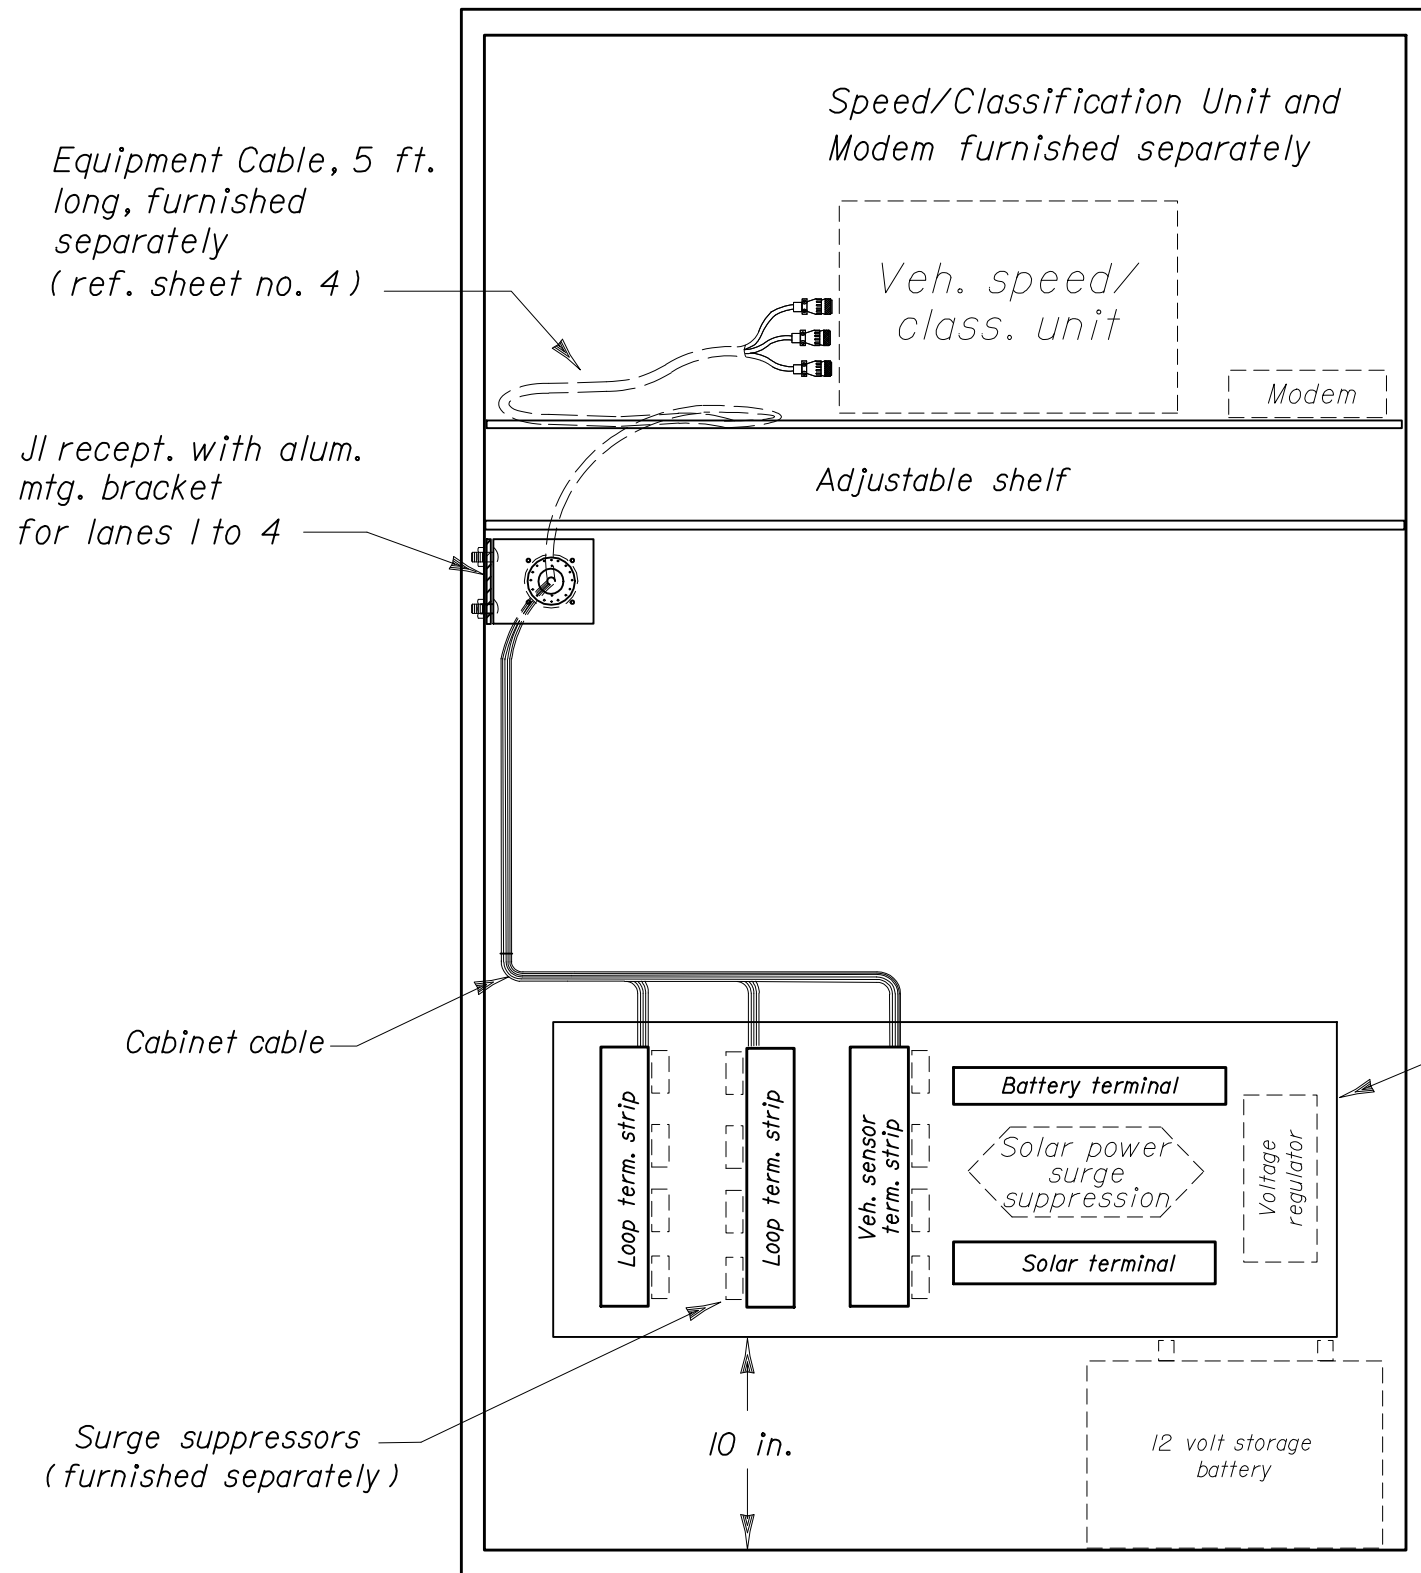 Speed/Classification Unit and
Modem furnished separately
Equipment Cable, 5 ft.
long, furnished
separately
(ref. sheet no. 4)
Veh. speed/
class. unit
Modem
J1 recept. with alum.
mtg. bracket
for lanes 1 to 4
Adjustable shelf
Cabinet cable
Loop term. strip
Loop term. strip
Veh. sensor
term. strip
Battery terminal
Solar power
surge
suppression
Solar terminal
Voltage
regulator
Surge suppressors
(furnished separately)
10 in.
12 volt storage
battery